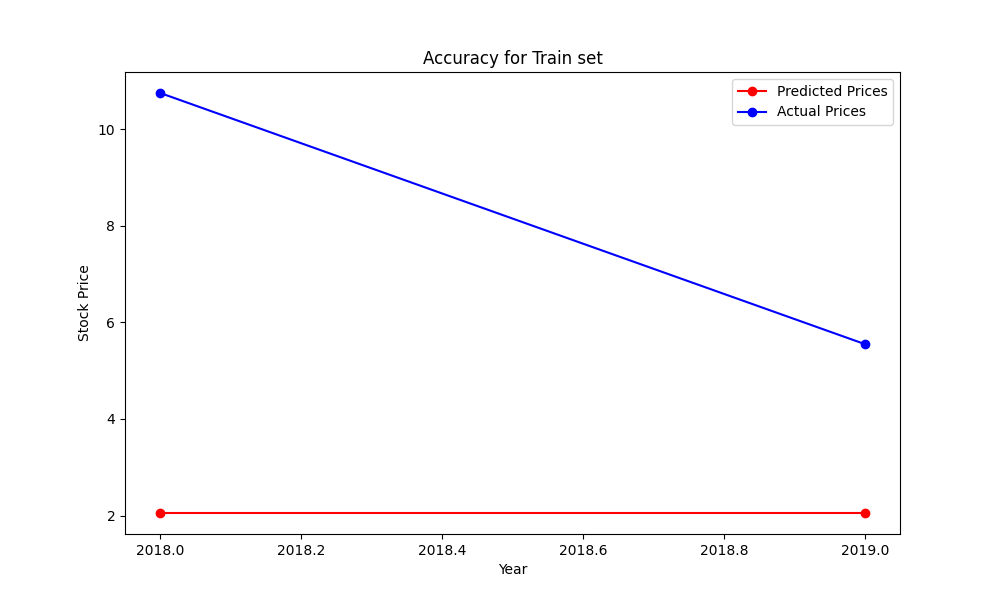 Accuracy for Train set
Predicted Prices
Actual Prices
10
8
6
4
2
Stock Price
2018.0 2018.2 2018.4 2018.6 2018.8 2019.0
Year